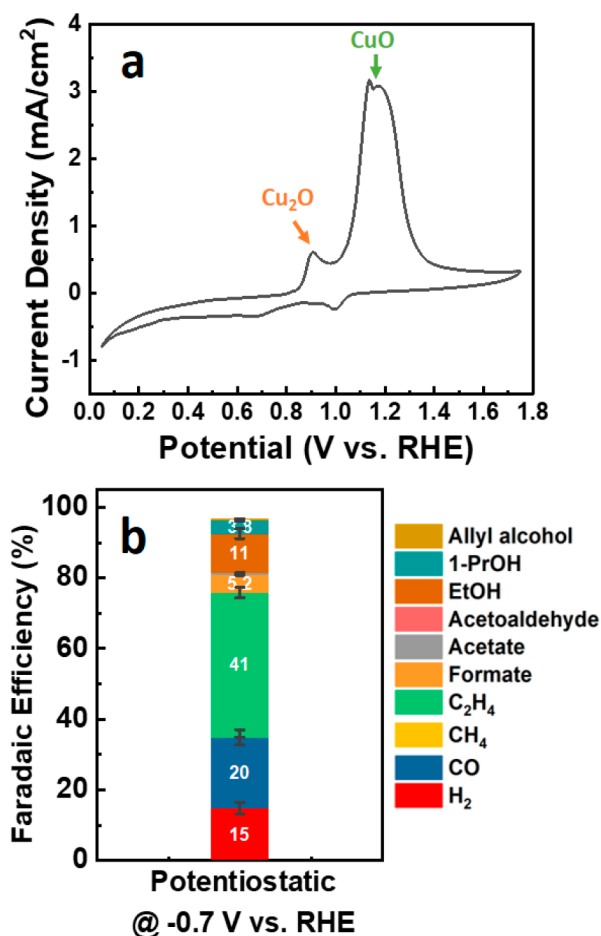 a
CuO
Cu₂O
Current Density (mA/cm²)
4
3
2
1
0
-1
0.0 0.2 0.4 0.6 0.8 1.0 1.2 1.4 1.6 1.8
Potential (V vs. RHE)
b
Faradaic Efficiency (%)
100
80
60
40
20
0
3.8
11
5.2
41
20
15
Potentiostatic
@ -0.7 V vs. RHE
Allyl alcohol
1-PrOH
EtOH
Acetoaldehyde
Acetate
Formate
C₂H₄
CH₄
CO
H₂